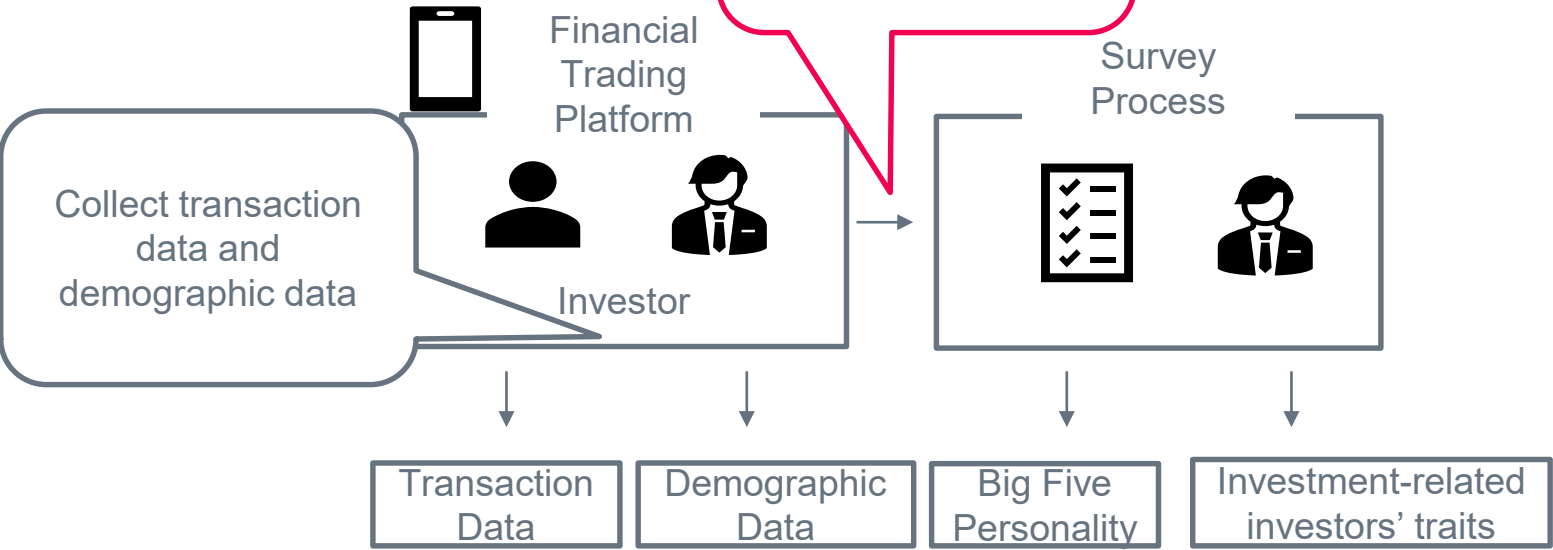 Financial
Trading
Platform
Survey
Process
Collect transaction
data and
demographic data
Investor
Transaction
Data
Demographic
Data
Big Five
Personality
Investment-related
investors’ traits